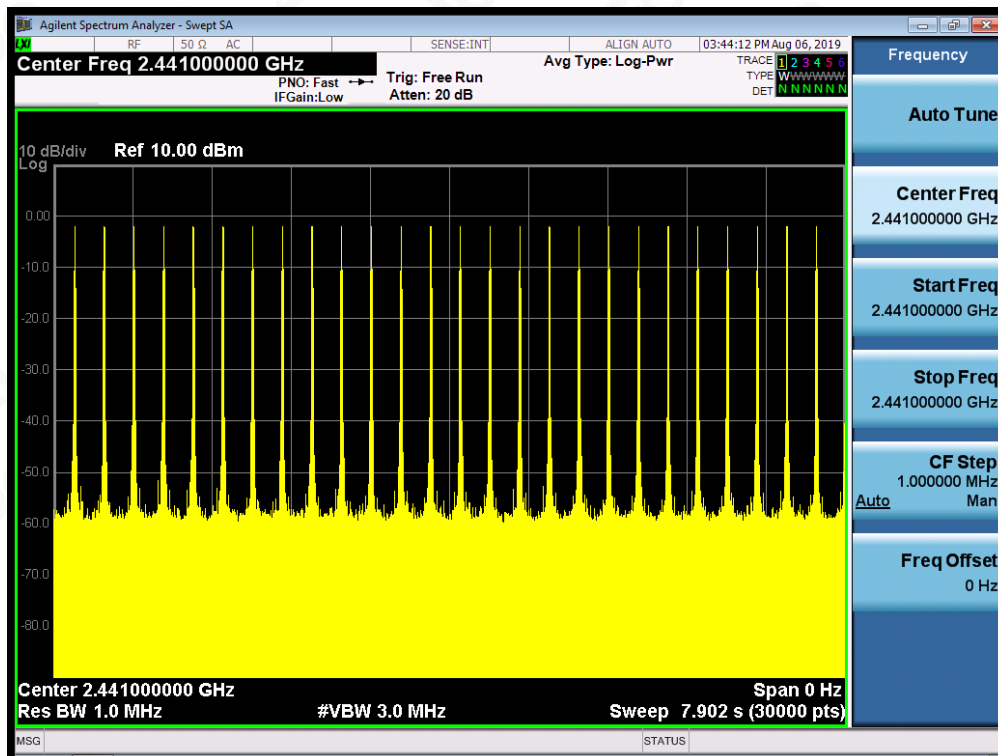 Agilent Spectrum Analyzer - Swept SA
LXI RF 50 Ω AC SENSE:INT ALIGN AUTO 03:44:12 PM Aug 06, 2019
Center Freq 2.441000000 GHz
PNO: Fast
IFGain:Low
Trig: Free Run
Atten: 20 dB
Avg Type: Log-Pwr
TRACE 1 2 3 4 5 6
TYPE W
DET N N N N N N
10 dB/div Ref 10.00 dBm
Log
0.00
-10.0
-20.0
-30.0
-40.0
-50.0
-60.0
-70.0
-80.0
Center 2.441000000 GHz Span 0 Hz
Res BW 1.0 MHz #VBW 3.0 MHz Sweep 7.902 s (30000 pts)
MSG STATUS
Frequency
Auto Tune
Center Freq
2.441000000 GHz
Start Freq
2.441000000 GHz
Stop Freq
2.441000000 GHz
CF Step
1.000000 MHz
Auto Man
Freq Offset
0 Hz